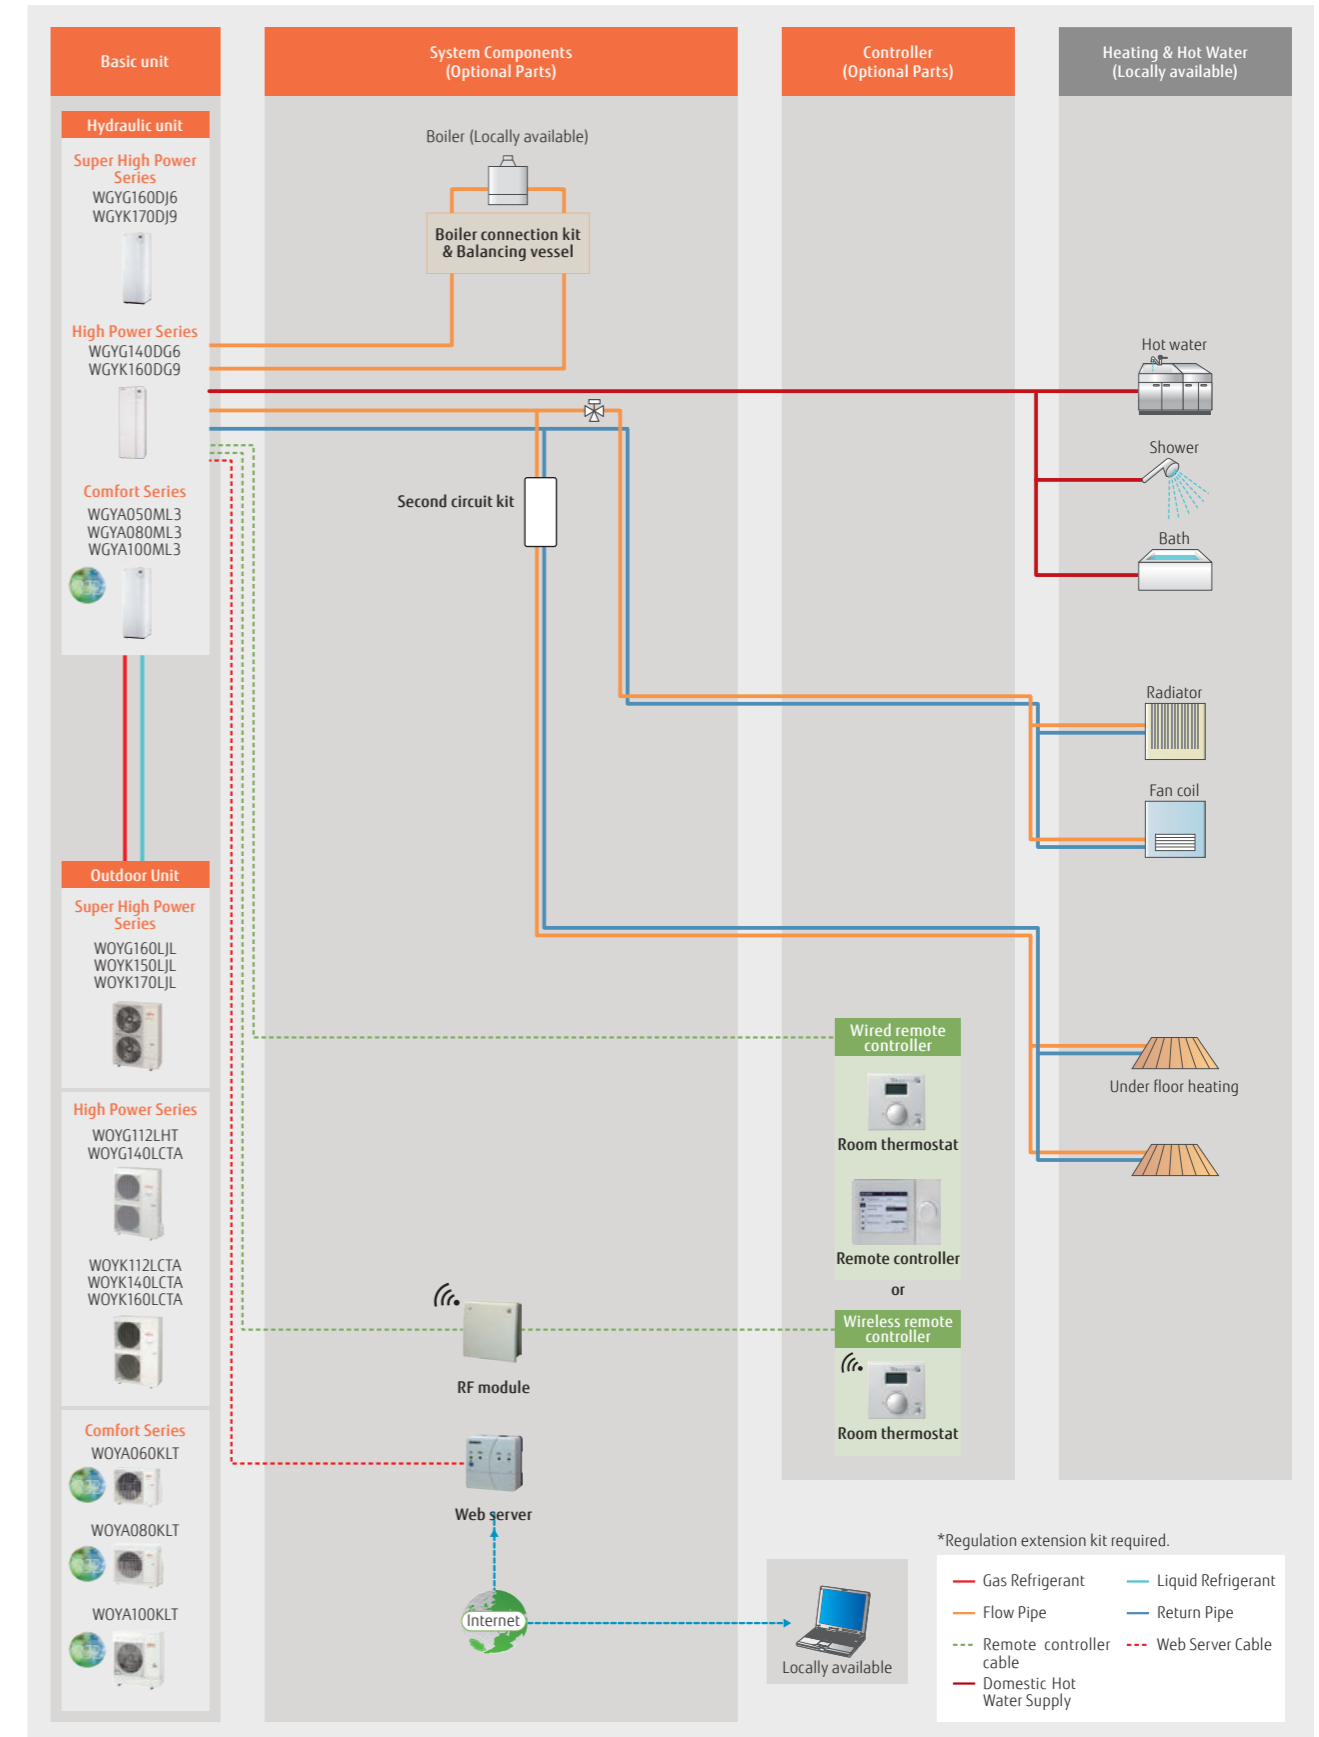 Basic unit
System Components
(Optional Parts)
Controller
(Optional Parts)
Heating & Hot Water
(Locally available)
Hydraulic unit
Super High Power
Series
WGYG160DJ6
WGYK170DJ9
High Power Series
WGYG140DG6
WGYK160DG9
Comfort Series
WGYA050ML3
WGYA080ML3
WGYA100ML3
Outdoor Unit
Super High Power
Series
WOYG160LJL
WOYK150LJL
WOYK170LJL
High Power Series
WOYG112LHT
WOYG140LCTA
WOYK112LCTA
WOYK140LCTA
WOYK160LCTA
Comfort Series
WOYA060KLT
WOYA080KLT
WOYA100KLT
Boiler (Locally available)
Boiler connection kit
& Balancing vessel
Second circuit kit
RF module
Web server
Internet
Wired remote
controller
Room thermostat
Remote controller
or
Wireless remote
controller
Room thermostat
Locally available
Hot water
Shower
Bath
Radiator
Fan coil
Under floor heating
*Regulation extension kit required.
Gas Refrigerant
Liquid Refrigerant
Flow Pipe
Return Pipe
Remote controller
cable
Web Server Cable
Domestic Hot
Water Supply